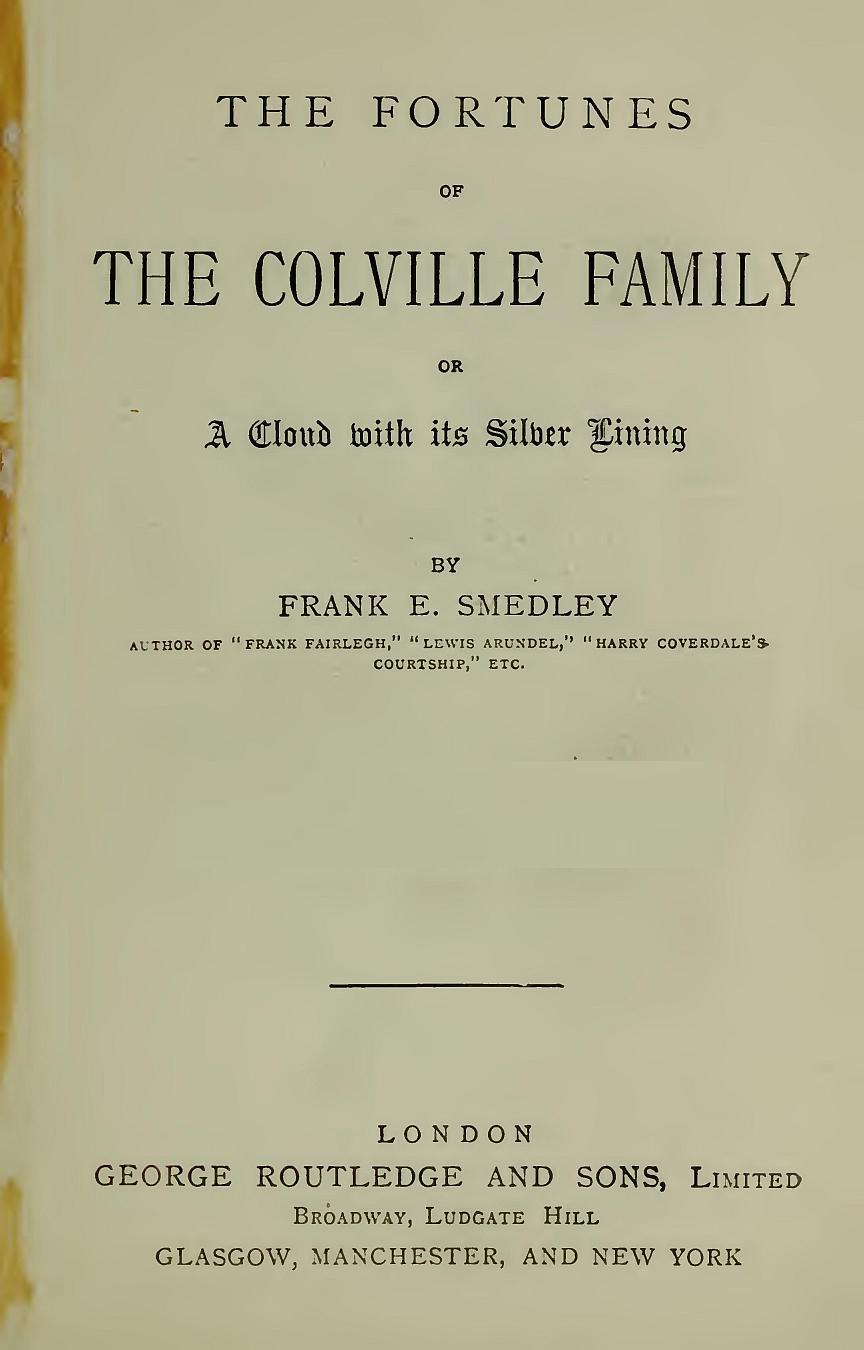 THE FORTUNES
OF
THE COLVILLE FAMILY
OR
A Cloud with its Silver Lining
BY
FRANK E. SMEDLEY
AUTHOR OF "FRANK FAIRLEGH," "LEWIS ARUNDEL," "HARRY COVERDALE'S
COURTSHIP," ETC.
LONDON
GEORGE ROUTLEDGE AND SONS, LIMITED
BROADWAY, LUDGATE HILL
GLASGOW, MANCHESTER, AND NEW YORK